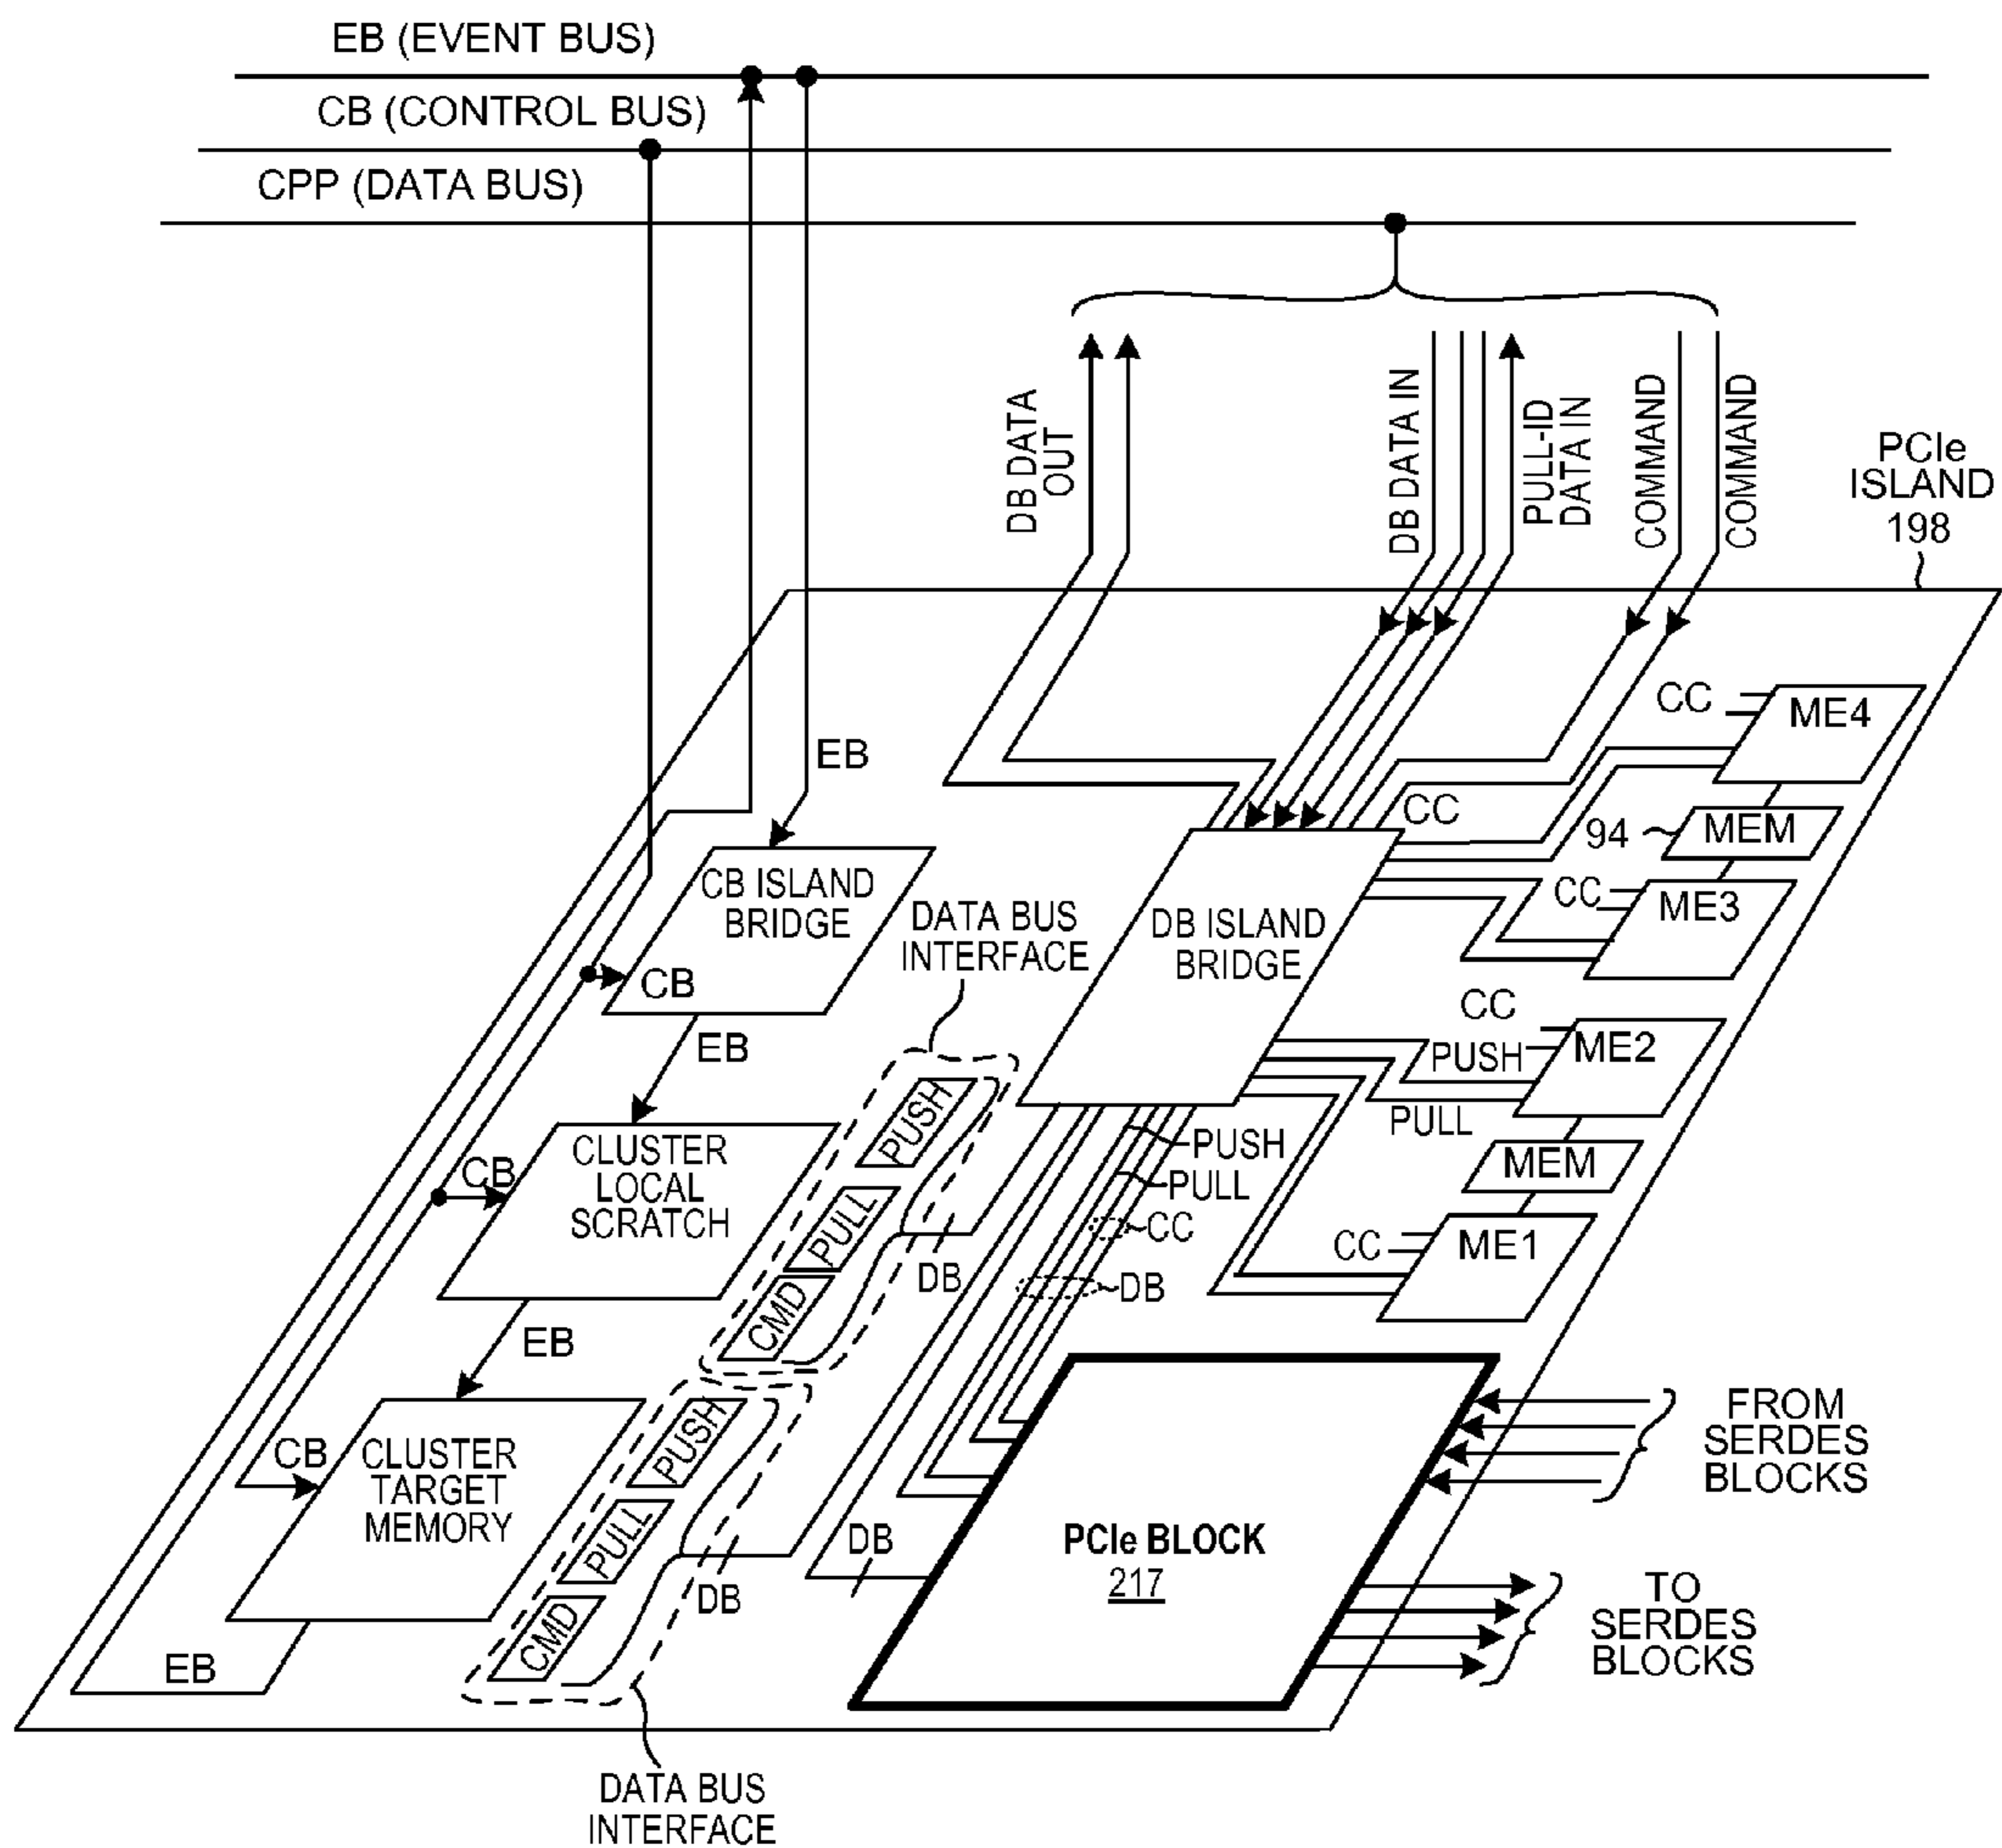 EB (EVENT BUS)
CB (CONTROL BUS)
CPP (DATA BUS)
DB DATA
OUT
DB DATA IN
PULL-ID
DATA IN
COMMAND
COMMAND
PCIe
ISLAND
198
EB
CC
ME4
CC
94
MEM
CC
ME3
CB ISLAND
BRIDGE
CB
DATA BUS
INTERFACE
DB ISLAND
BRIDGE
EB
CC
PUSH
ME2
PULL
MEM
CC
ME1
CLUSTER
LOCAL
SCRATCH
CB
PUSH
PULL
CMD
DB
PUSH
PULL
CC
DB
EB
CLUSTER
TARGET
MEMORY
CB
PUSH
PULL
CMD
DB
DB
EB
PCIe BLOCK
217
FROM
SERDES
BLOCKS
TO
SERDES
BLOCKS
DATA BUS
INTERFACE